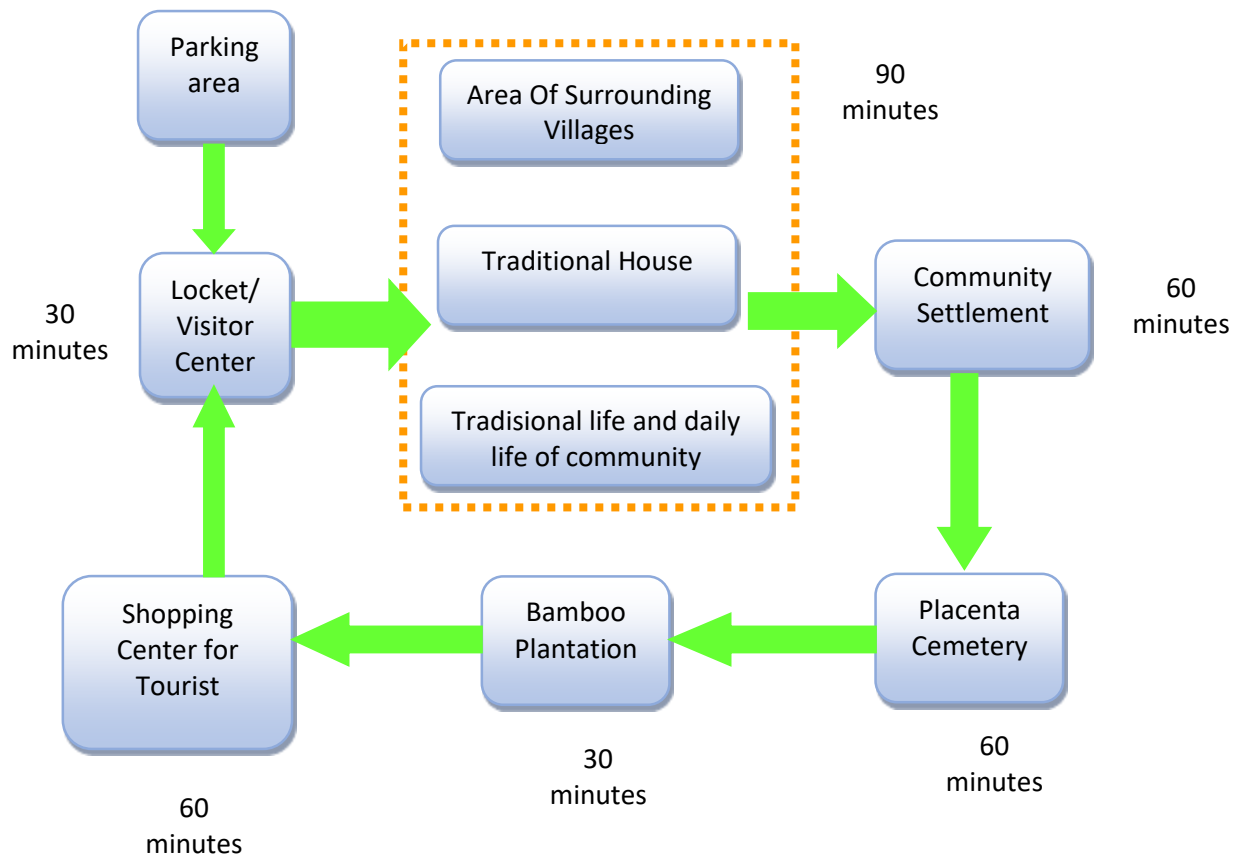 Parking
area
Area Of Surrounding
Villages
90
minutes
Traditional House
Locket/
Visitor
Center
30
minutes
Community
Settlement
60
minutes
Tradisional life and daily
life of community
Shopping
Center for
Tourist
Bamboo
Plantation
Placenta
Cemetery
30
minutes
60
minutes
60
minutes